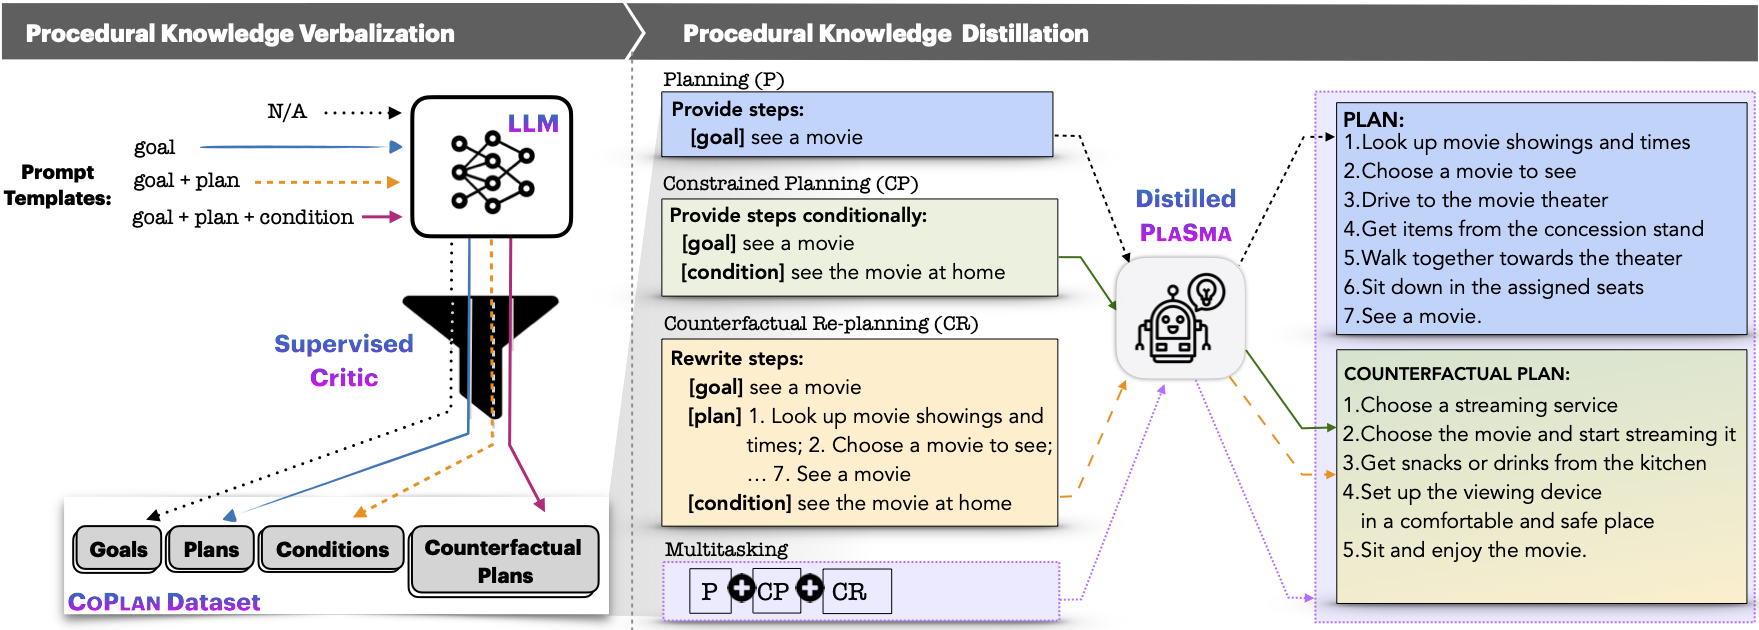 Procedural Knowledge Verbalization
Procedural Knowledge Distillation
Prompt
Templates:
N/A
goal
goal + plan
goal + plan + condition
LLM
Supervised
Critic
Goals
Plans
Conditions
Counterfactual
Plans
COPLAN Dataset
Planning (P)
Provide steps:
[goal] see a movie
Constrained Planning (CP)
Provide steps conditionally:
[goal] see a movie
[condition] see the movie at home
Counterfactual Re-planning (CR)
Rewrite steps:
[goal] see a movie
[plan] 1. Look up movie showings and
times; 2. Choose a movie to see;
... 7. See a movie
[condition] see the movie at home
Multitasking
P + CP + CR
Distilled
PLASMA
PLAN:
1.Look up movie showings and times
2.Choose a movie to see
3.Drive to the movie theater
4.Get items from the concession stand
5.Walk together towards the theater
6.Sit down in the assigned seats
7.See a movie.
COUNTERFACTUAL PLAN:
1.Choose a streaming service
2.Choose the movie and start streaming it
3.Get snacks or drinks from the kitchen
4.Set up the viewing device
in a comfortable and safe place
5.Sit and enjoy the movie.